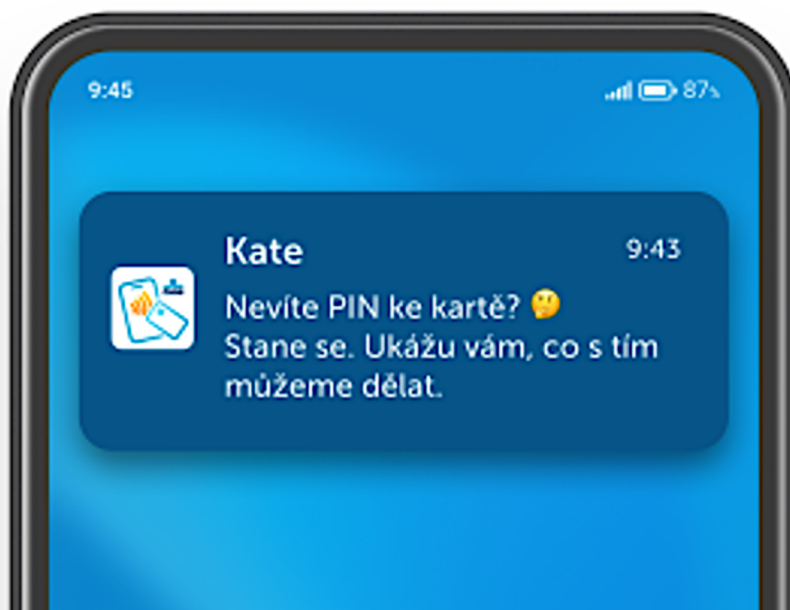 9:45 87%
Kate 9:43
Nevíte PIN ke kartě? 🤔
Stane se. Ukážu vám, co s tím
můžeme dělat.